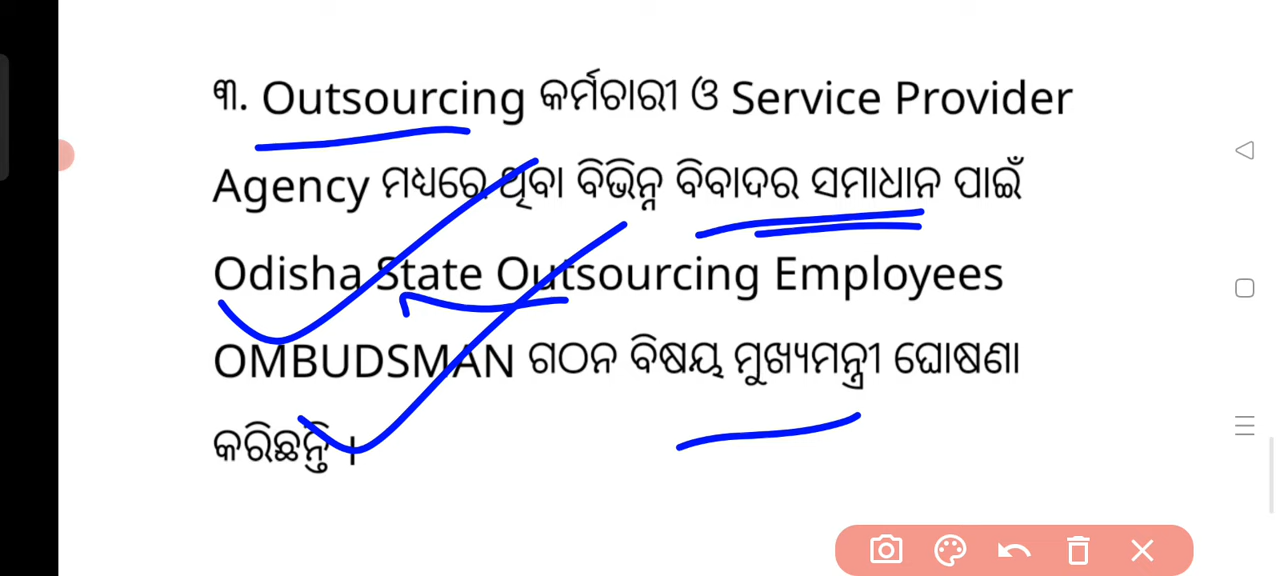 ୩. Outsourcing କର୍ମଚାରୀ ଓ Service Provider
Agency ମଧ୍ୟରେ ଥିବା ବିଭିନ୍ନ ବିବାଦର ସମାଧାନ ପାଇଁ
Odisha State Outsourcing Employees
OMBUDSMAN ଗଠନ ବିଷୟ ମୁଖ୍ୟମନ୍ତ୍ରୀ ଘୋଷଣା
କରିଛନ୍ତି ।